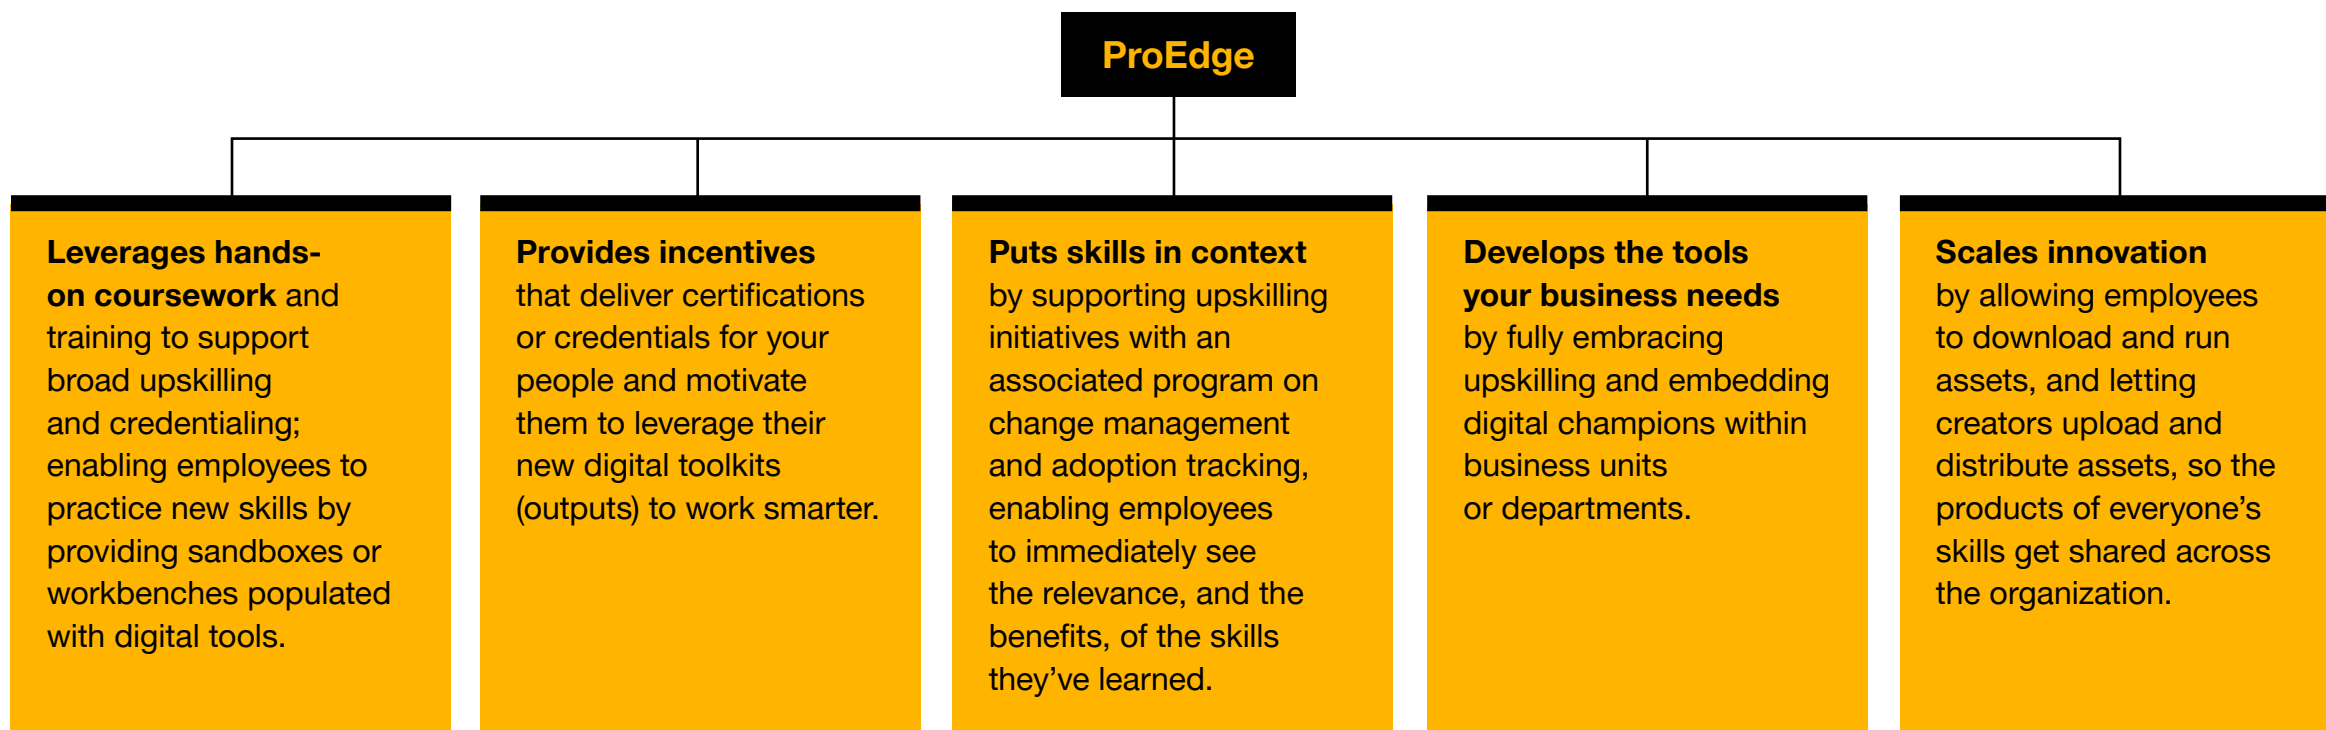 ProEdge
Leverages hands-
on coursework and
training to support
broad upskilling
and credentialing;
enabling employees to
practice new skills by
providing sandboxes or
workbenches populated
with digital tools.
Provides incentives
that deliver certifications
or credentials for your
people and motivate
them to leverage their
new digital toolkits
(outputs) to work smarter.
Puts skills in context
by supporting upskilling
initiatives with an
associated program on
change management
and adoption tracking,
enabling employees
to immediately see
the relevance, and the
benefits, of the skills
they’ve learned.
Develops the tools
your business needs
by fully embracing
upskilling and embedding
digital champions within
business units
or departments.
Scales innovation
by allowing employees
to download and run
assets, and letting
creators upload and
distribute assets, so the
products of everyone’s
skills get shared across
the organization.